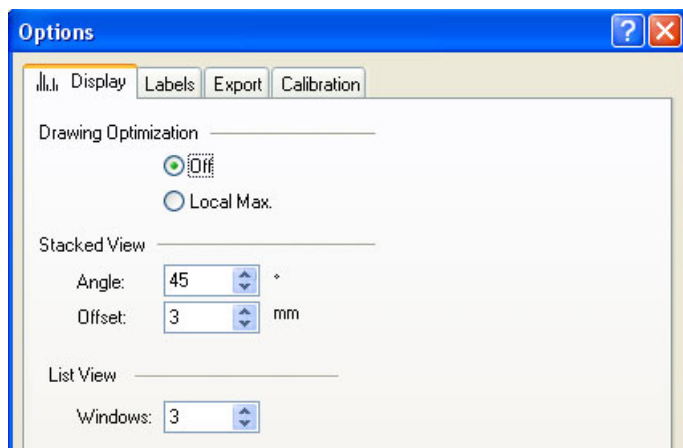 Options
Display Labels Export Calibration
Drawing Optimization
Off
Local Max.
Stacked View
Angle: 45 °
Offset: 3 mm
List View
Windows: 3